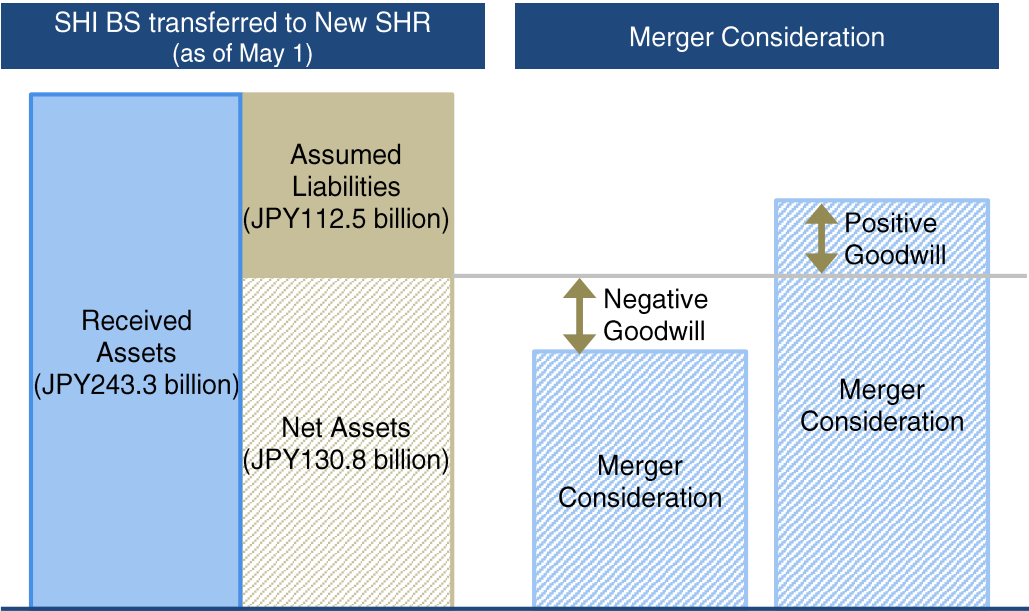 SHI BS transferred to New SHR
(as of May 1)
Merger Consideration
Assumed
Liabilities
(JPY112.5 billion)
Positive
Goodwill
Negative
Goodwill
Received
Assets
(JPY243.3 billion)
Net Assets
(JPY130.8 billion)
Merger
Consideration
Merger
Consideration